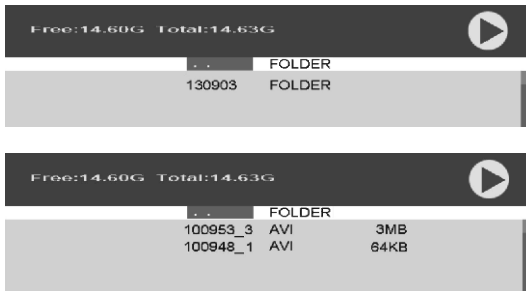 Free:14.60G Total:14.63G
. . FOLDER
130903 FOLDER
Free:14.60G Total:14.63G
. . FOLDER
100953_3 AVI 3MB
100948_1 AVI 64KB